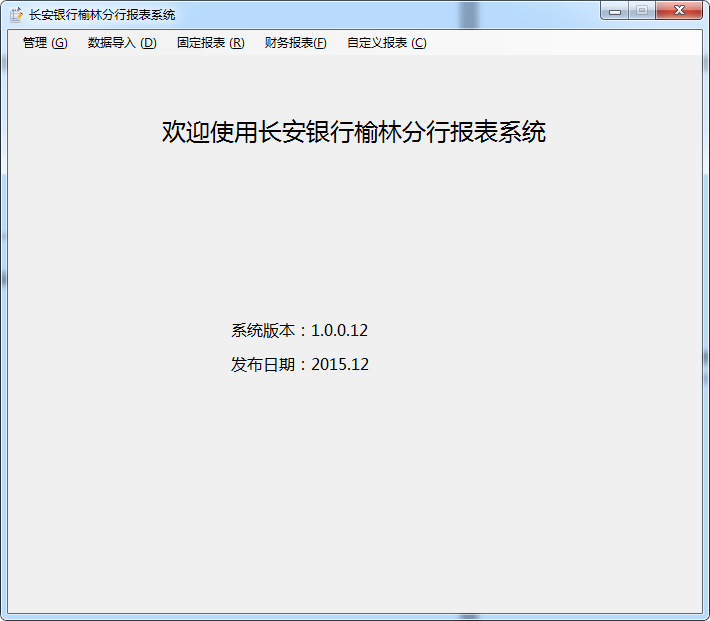 长安银行榆林分行报表系统
管理 (G) 数据导入 (D) 固定报表 (R) 财务报表(F) 自定义报表 (C)
欢迎使用长安银行榆林分行报表系统
系统版本：1.0.0.12
发布日期：2015.12